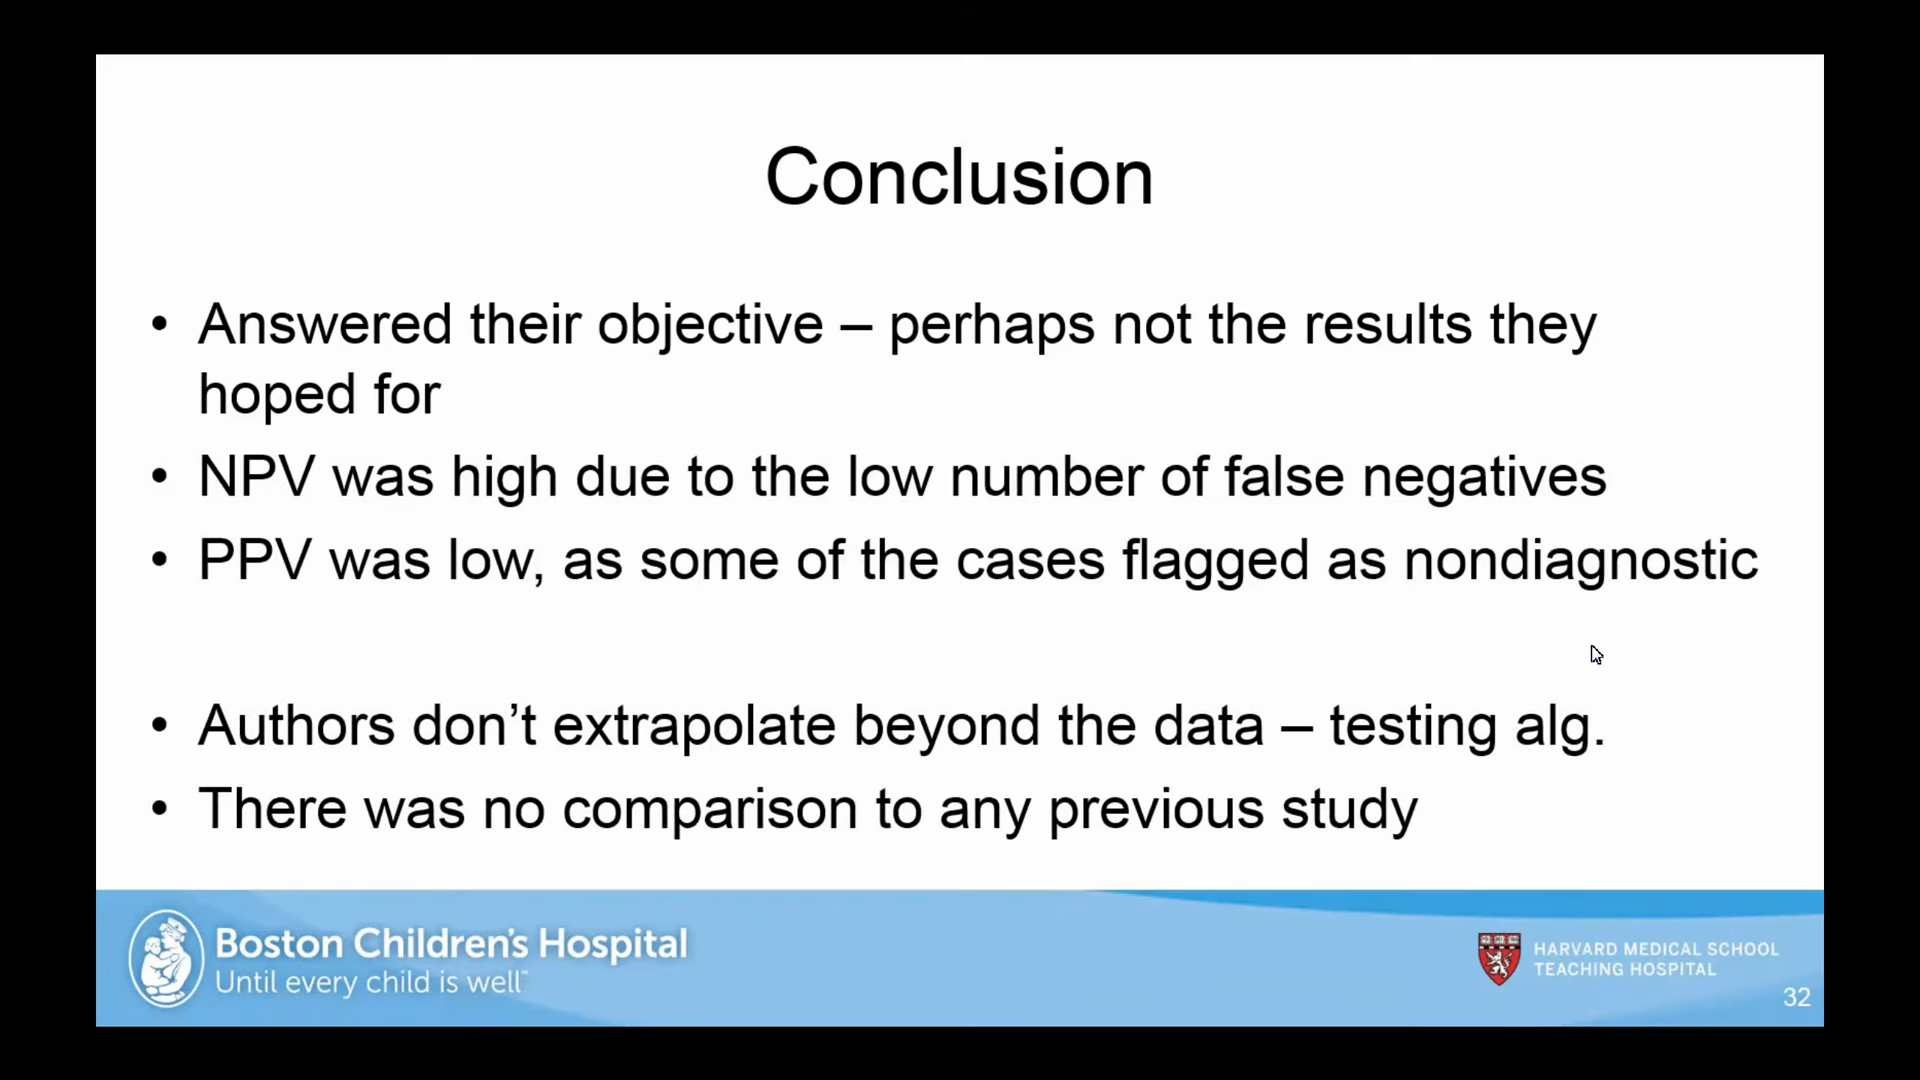 Conclusion
• Answered their objective – perhaps not the results they
hoped for
• NPV was high due to the low number of false negatives
• PPV was low, as some of the cases flagged as nondiagnostic
• Authors don’t extrapolate beyond the data – testing alg.
• There was no comparison to any previous study
Boston Children's Hospital
Until every child is well™
HARVARD MEDICAL SCHOOL
TEACHING HOSPITAL
32